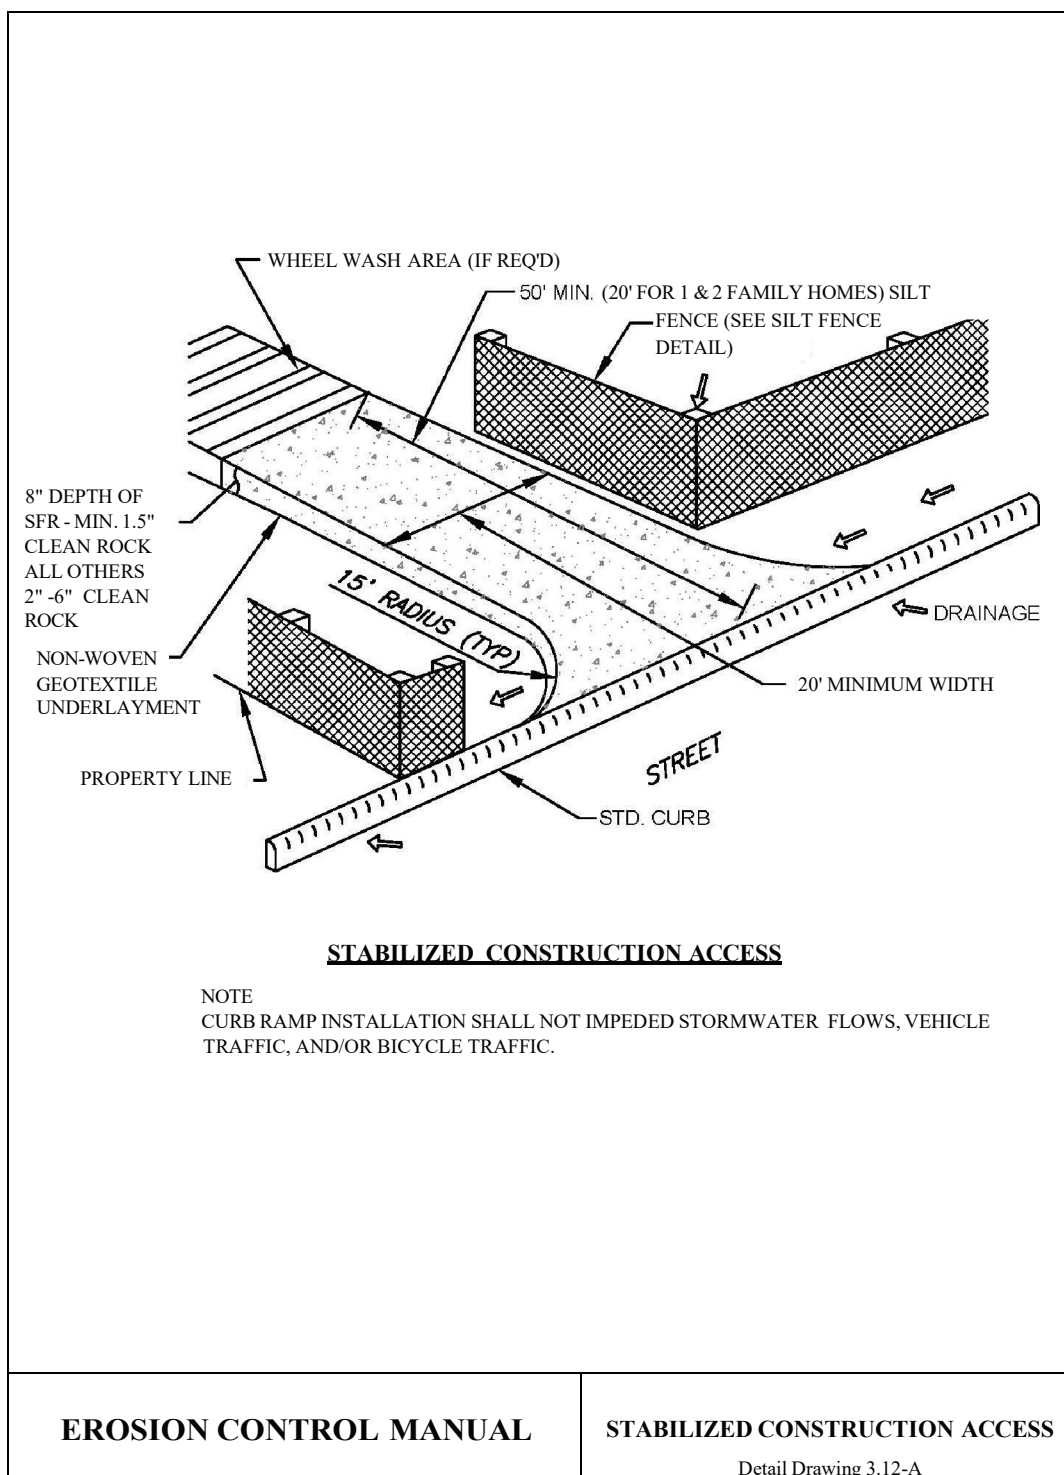 WHEEL WASH AREA (IF REQ'D)
50' MIN. (20' FOR 1 & 2 FAMILY HOMES) SILT
FENCE (SEE SILT FENCE
DETAIL)
8" DEPTH OF
SFR - MIN. 1.5"
CLEAN ROCK
ALL OTHERS
2" -6" CLEAN
ROCK
15' RADIUS (TYP)
DRAINAGE
NON-WOVEN
GEOTEXTILE
UNDERLAYMENT
20' MINIMUM WIDTH
PROPERTY LINE
STREET
STD. CURB
STABILIZED CONSTRUCTION ACCESS
NOTE
CURB RAMP INSTALLATION SHALL NOT IMPEDED STORMWATER FLOWS, VEHICLE
TRAFFIC, AND/OR BICYCLE TRAFFIC.
EROSION CONTROL MANUAL
STABILIZED CONSTRUCTION ACCESS
Detail Drawing 3.12-A